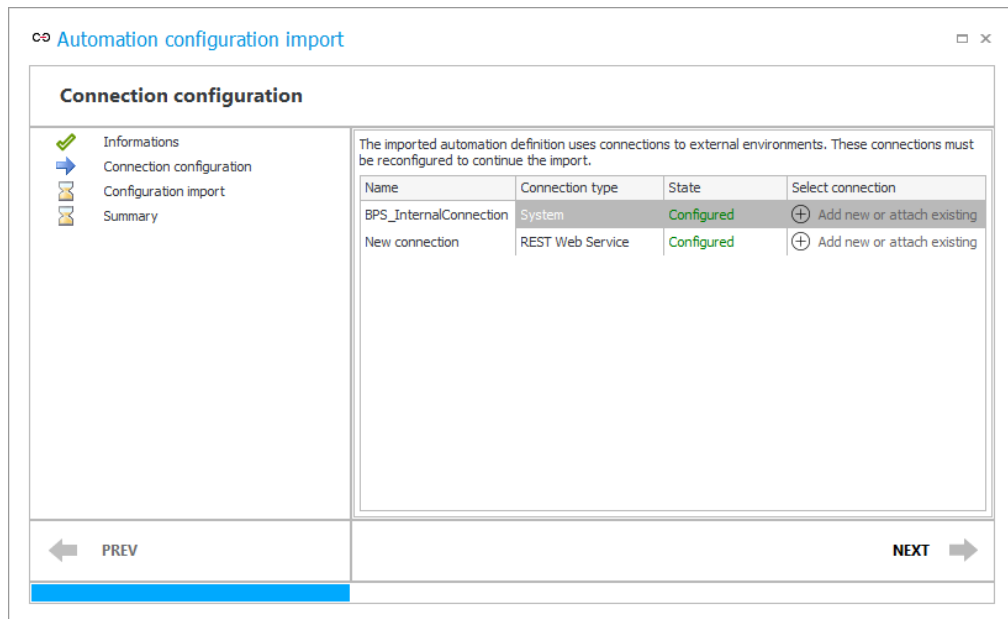 Automation configuration import
Connection configuration
Informations
Connection configuration
Configuration import
Summary
The imported automation definition uses connections to external environments. These connections must
be reconfigured to continue the import.
Name Connection type State Select connection
BPS_InternalConnection System Configured Add new or attach existing
New connection REST Web Service Configured Add new or attach existing
PREV
NEXT